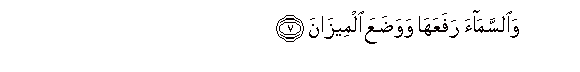 وَٱلسَّمَآءَ رَفَعَهَا وَوَضَعَ ٱلْمِيزَانَ ٧